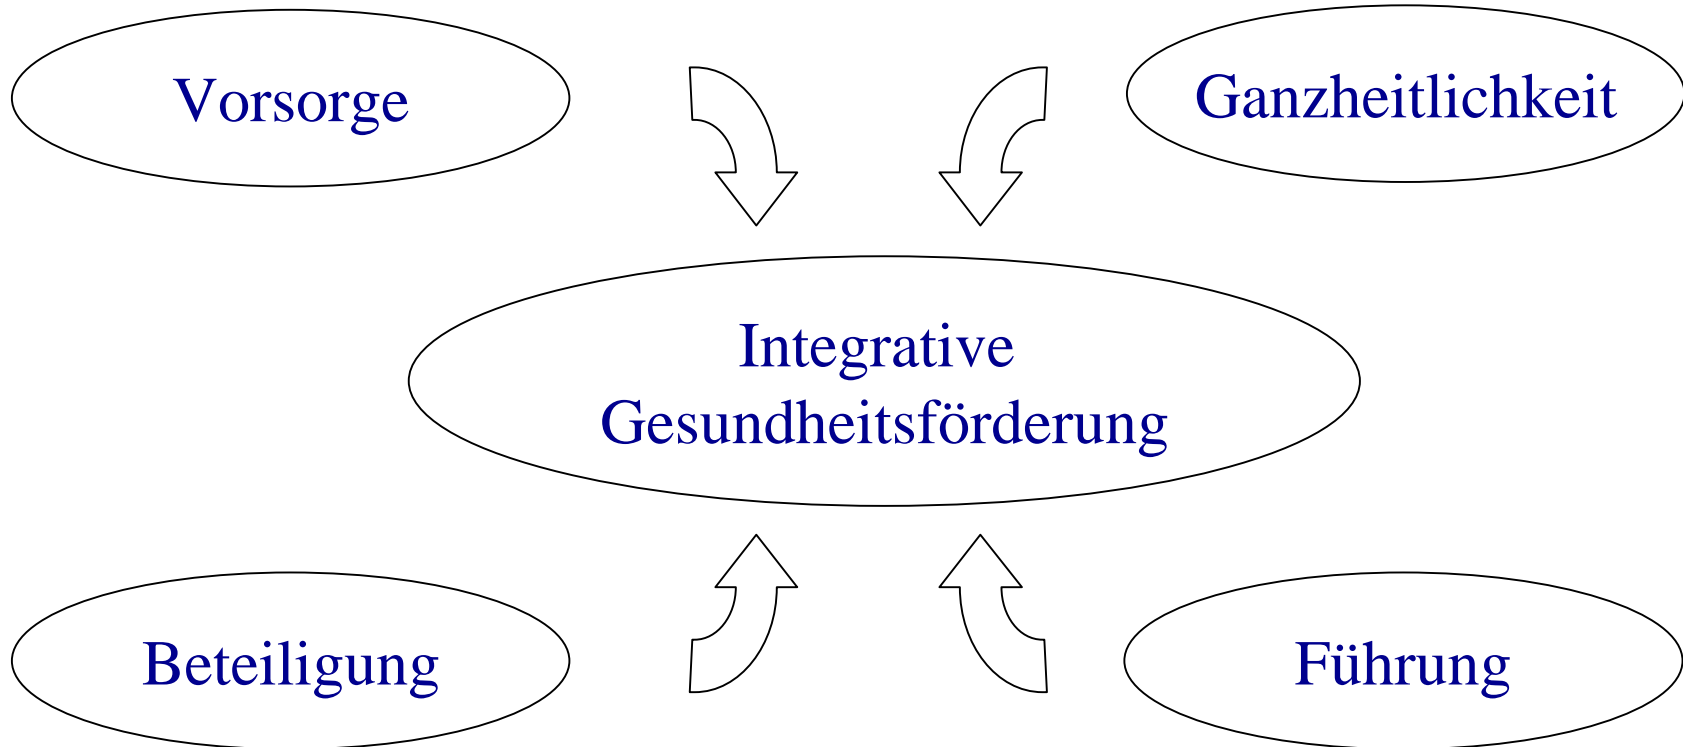 Vorsorge
Ganzheitlichkeit
Integrative
Gesundheitsförderung
Beteiligung
Führung